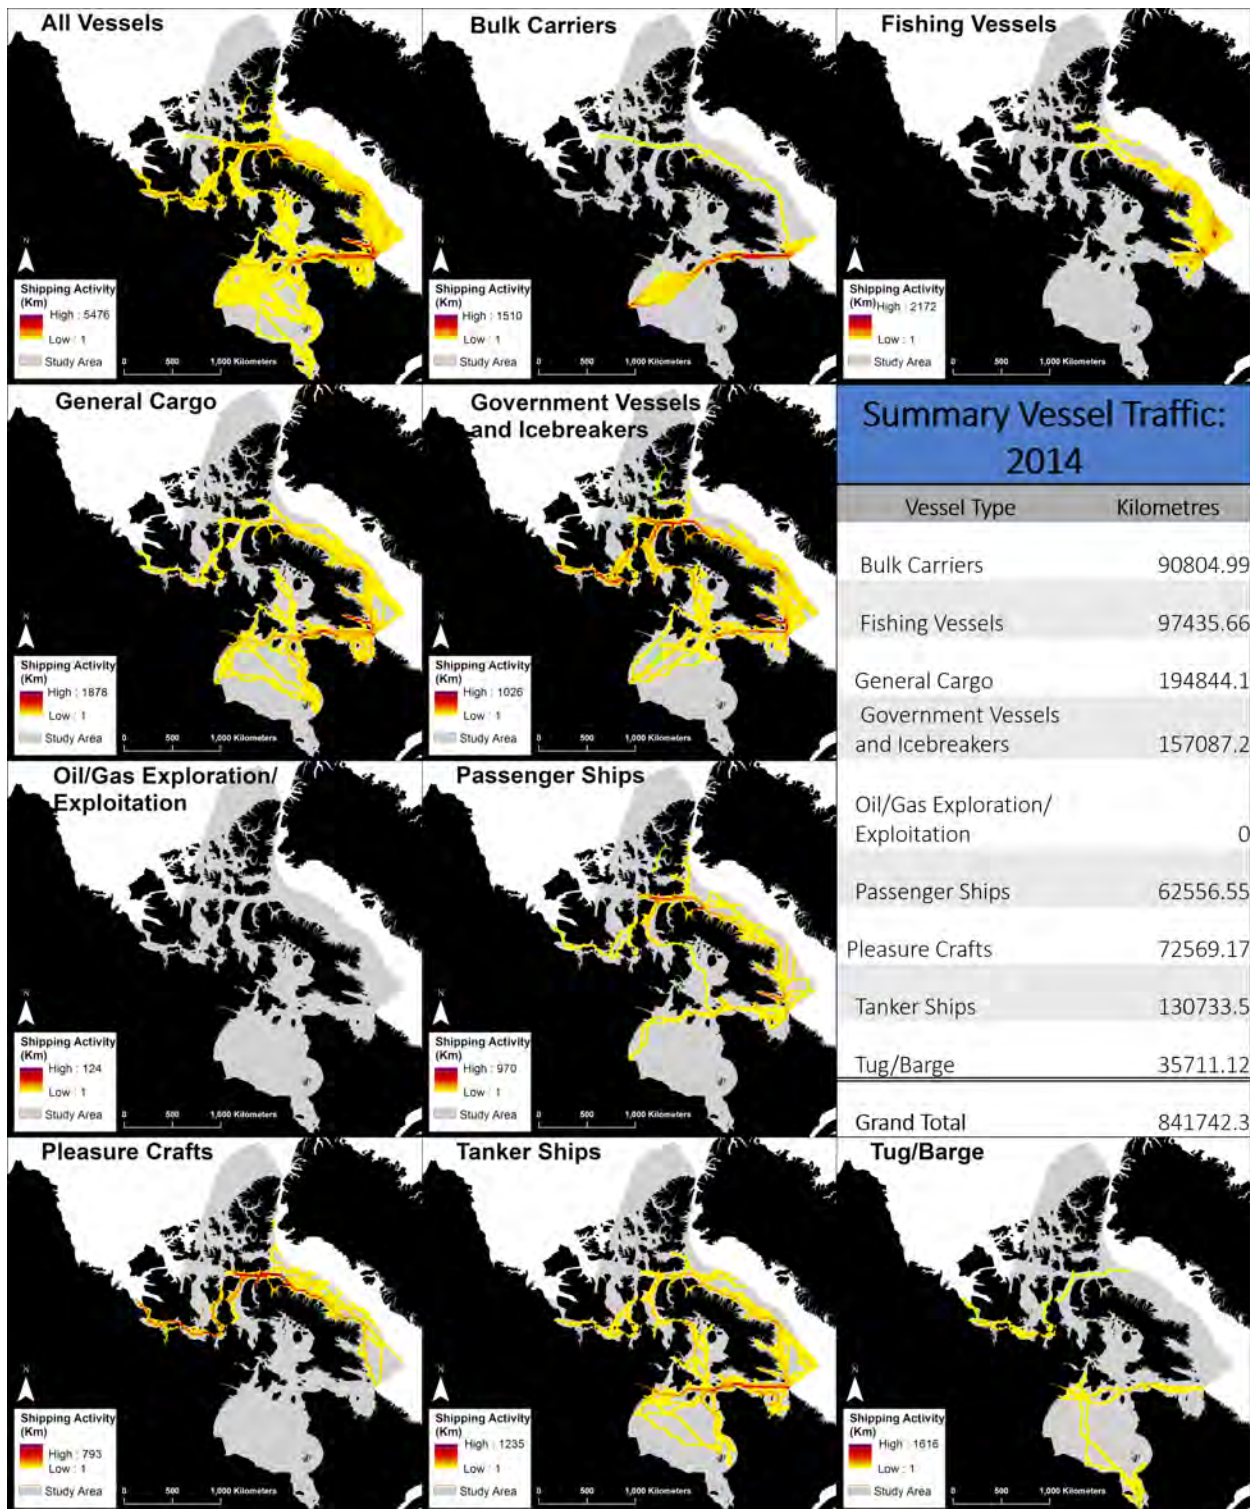 All Vessels
N
Shipping Activity
(Km)
High : 5476
Low : 1
Study Area
0 500 1,000 Kilometers
Bulk Carriers
N
Shipping Activity
(Km)
High : 1510
Low : 1
Study Area
0 500 1,000 Kilometers
Fishing Vessels
N
Shipping Activity
(Km)
High : 2172
Low : 1
Study Area
0 500 1,000 Kilometers
General Cargo
N
Shipping Activity
(Km)
High : 1878
Low : 1
Study Area
0 500 1,000 Kilometers
Government Vessels
and Icebreakers
N
Shipping Activity
(Km)
High : 1026
Low : 1
Study Area
0 500 1,000 Kilometers
Summary Vessel Traffic:
2014
Vessel Type Kilometres
Bulk Carriers 90804.99
Fishing Vessels 97435.66
General Cargo 194844.1
Government Vessels
and Icebreakers 157087.2
Oil/Gas Exploration/
Exploitation 0
Passenger Ships 62556.55
Pleasure Crafts 72569.17
Tanker Ships 130733.5
Tug/Barge 35711.12
Grand Total 841742.3
Oil/Gas Exploration/
Exploitation
N
Shipping Activity
(Km)
High : 124
Low : 1
Study Area
0 500 1,000 Kilometers
Passenger Ships
N
Shipping Activity
(Km)
High : 970
Low : 1
Study Area
0 500 1,000 Kilometers
Pleasure Crafts
N
Shipping Activity
(Km)
High : 793
Low : 1
Study Area
0 500 1,000 Kilometers
Tanker Ships
N
Shipping Activity
(Km)
High : 1235
Low : 1
Study Area
0 500 1,000 Kilometers
Tug/Barge
N
Shipping Activity
(Km)
High : 1616
Low : 1
Study Area
0 500 1,000 Kilometers